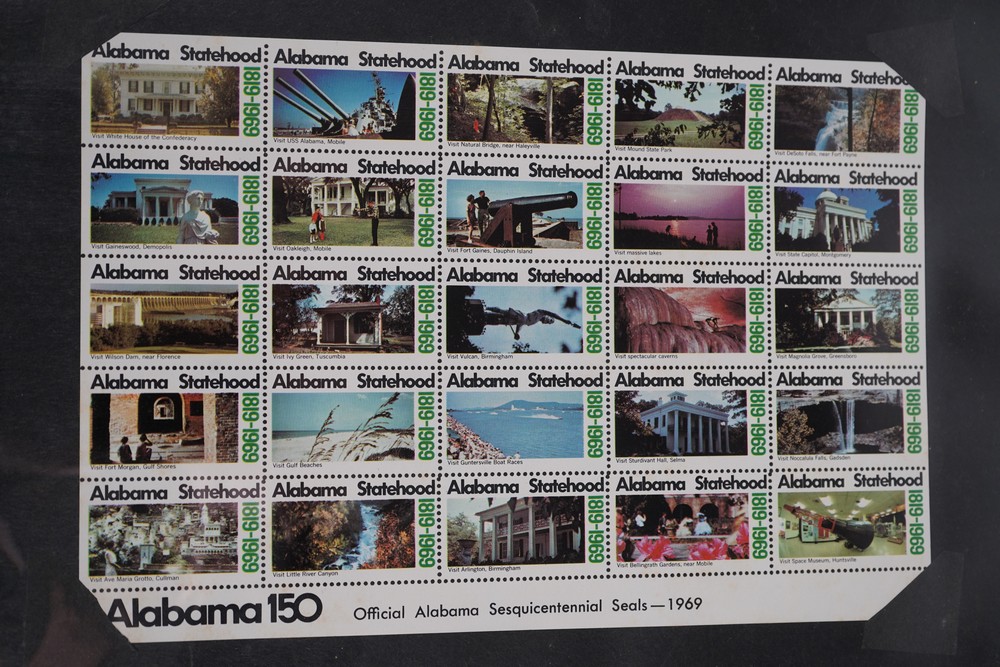 Alabama Statehood Alabama Statehood Alabama Statehood Alabama Statehood Alabama Statehood
1819-1969 1819-1969 1819-1969 1819-1969
Visit White House of the Confederacy Visit USS Alabama, Mobile Visit Natural Bridge, near Haleyville Visit Mound State Park Visit DeSoto Falls, near Fort Payne
Alabama Statehood Alabama Statehood Alabama Statehood Alabama Statehood Alabama Statehood
1819-1969 1819-1969 1819-1969 1819-1969 1819-1969
Visit Gaineswood, Demopolis Visit Oakleigh, Mobile Visit Fort Gaines, Dauphin Island Visit massive lakes Visit State Capitol, Montgomery
Alabama Statehood Alabama Statehood Alabama Statehood Alabama Statehood Alabama Statehood
1819-1969 1819-1969 1819-1969 1819-1969 1819-1969
Visit Wilson Dam, near Florence Visit Ivy Green, Tuscumbia Visit Vulcan, Birmingham Visit spectacular caverns Visit Magnolia Grove, Greensboro
Alabama Statehood Alabama Statehood Alabama Statehood Alabama Statehood Alabama Statehood
1819-1969 1819-1969 1819-1969 1819-1969 1819-1969
Visit Fort Morgan, Gulf Shores Visit Gulf Beaches Visit Guntersville Boat Races Visit Sturdivant Hall, Selma Visit Noccalula Falls, Gadsden
Alabama Statehood Alabama Statehood Alabama Statehood Alabama Statehood Alabama Statehood
1819-1969 1819-1969 1819-1969 1819-1969 1819-1969
Visit Ave Maria Grotto, Cullman Visit Little River Canyon Visit Arlington, Birmingham Visit Bellingrath Gardens, near Mobile Visit Space Museum, Huntsville
Alabama 150 Official Alabama Sesquicentennial Seals—1969